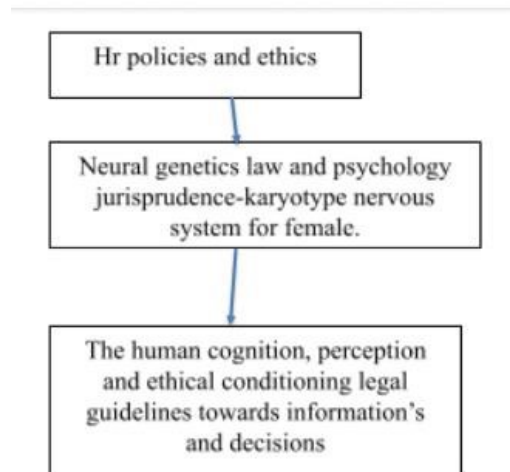 Hr policies and ethics
Neural genetics law and psychology
jurisprudence-karyotype nervous
system for female.
The human cognition, perception
and ethical conditioning legal
guidelines towards information’s
and decisions